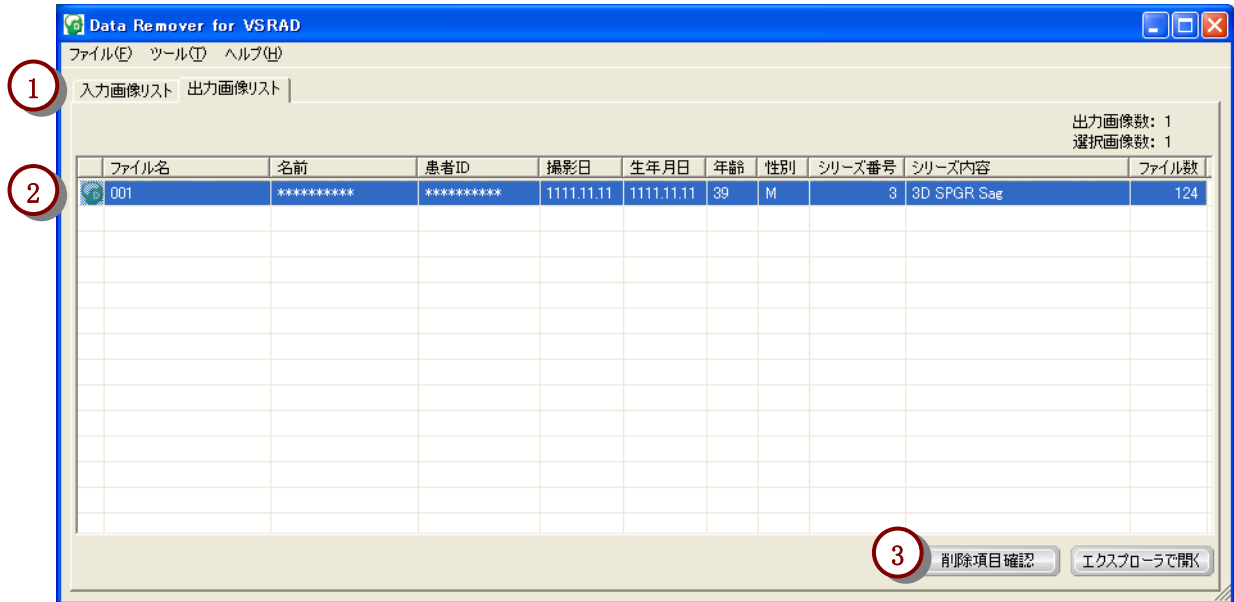 Data Remover for VSRAD
ファイル(F) ツール(T) ヘルプ(H)
1
入力画像リスト 出力画像リスト
出力画像数: 1
選択画像数: 1
ファイル名 名前 患者ID 撮影日 生年月日 年齢 性別 シリーズ番号 シリーズ内容 ファイル数
2
001 ********** ********** 1111.11.11 1111.11.11 39 M 3 3D SPGR Sag 124
3
削除項目確認 エクスプローラで開く